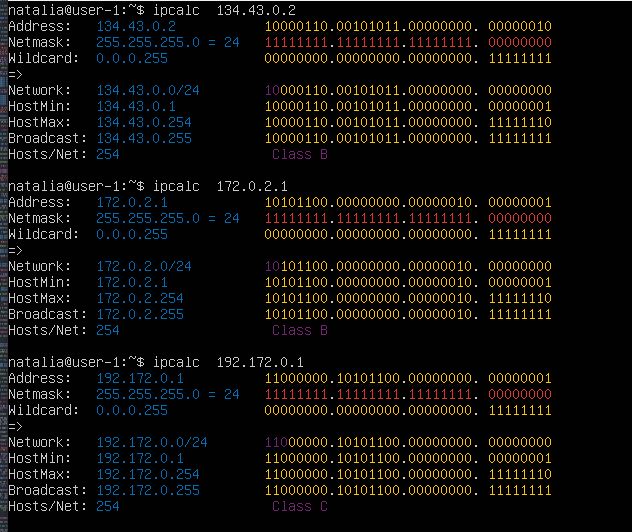 natalia@user-1:~$ ipcalc  134.43.0.2
Address:   134.43.0.2           10000110.00101011.00000000. 00000010
Netmask:   255.255.255.0 = 24   11111111.11111111.11111111. 00000000
Wildcard:  0.0.0.255            00000000.00000000.00000000. 11111111
=>
Network:   134.43.0.0/24        10000110.00101011.00000000. 00000000
HostMin:   134.43.0.1           10000110.00101011.00000000. 00000001
HostMax:   134.43.0.254         10000110.00101011.00000000. 11111110
Broadcast: 134.43.0.255         10000110.00101011.00000000. 11111111
Hosts/Net: 254                   Class B
natalia@user-1:~$ ipcalc  172.0.2.1
Address:   172.0.2.1            10101100.00000000.00000010. 00000001
Netmask:   255.255.255.0 = 24   11111111.11111111.11111111. 00000000
Wildcard:  0.0.0.255            00000000.00000000.00000000. 11111111
=>
Network:   172.0.2.0/24         10101100.00000000.00000010. 00000000
HostMin:   172.0.2.1            10101100.00000000.00000010. 00000001
HostMax:   172.0.2.254          10101100.00000000.00000010. 11111110
Broadcast: 172.0.2.255          10101100.00000000.00000010. 11111111
Hosts/Net: 254                   Class B
natalia@user-1:~$ ipcalc  192.172.0.1
Address:   192.172.0.1          11000000.10101100.00000000. 00000001
Netmask:   255.255.255.0 = 24   11111111.11111111.11111111. 00000000
Wildcard:  0.0.0.255            00000000.00000000.00000000. 11111111
=>
Network:   192.172.0.0/24       11000000.10101100.00000000. 00000000
HostMin:   192.172.0.1          11000000.10101100.00000000. 00000001
HostMax:   192.172.0.254        11000000.10101100.00000000. 11111110
Broadcast: 192.172.0.255        11000000.10101100.00000000. 11111111
Hosts/Net: 254                   Class C